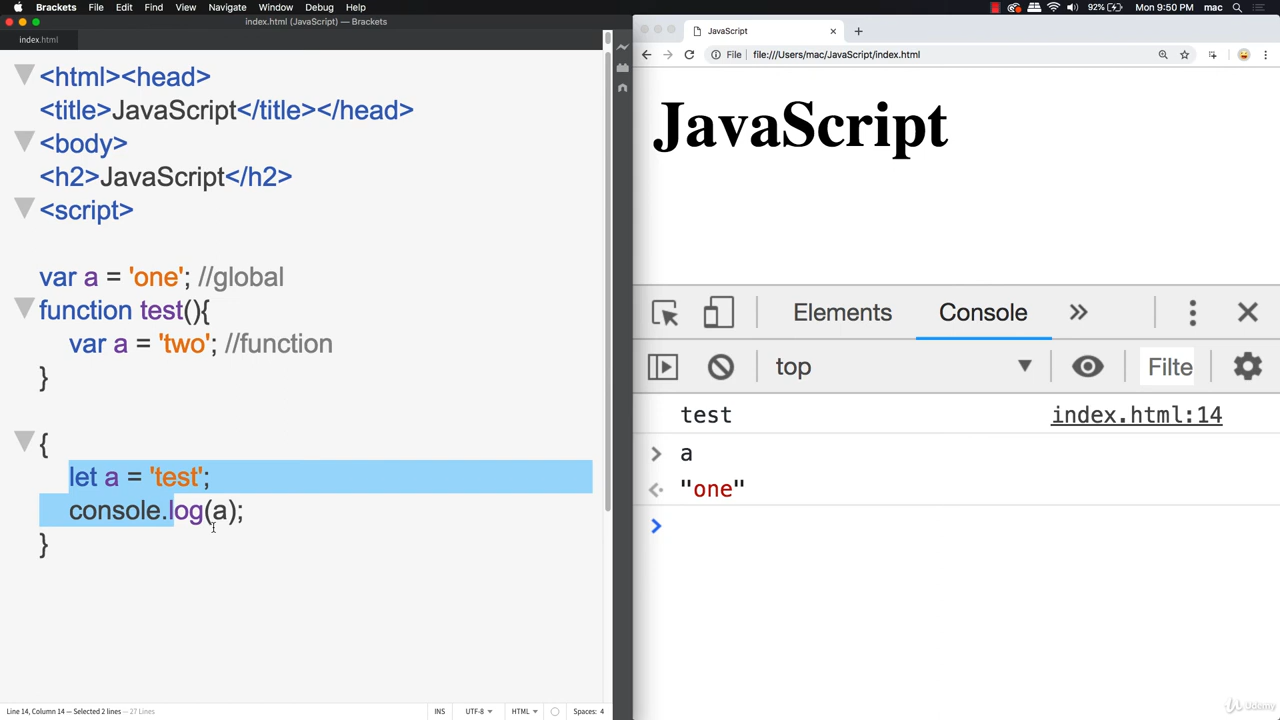 Brackets File Edit Find View Navigate Window Debug Help 92% Mon 9:50 PM mac
index.html (JavaScript) — Brackets
index.html
<html><head>
<title>JavaScript</title></head>
<body>
<h2>JavaScript</h2>
<script>
var a = 'one'; //global
function test(){
var a = 'two'; //function
}
{
let a = 'test';
console.log(a);
}
Line 14, Column 14 — Selected 2 lines — 27 Lines INS UTF-8 HTML Spaces: 4
JavaScript
File file:///Users/mac/JavaScript/index.html
JavaScript
Elements Console
top Filte
test index.html:14
a
"one"
Udemy